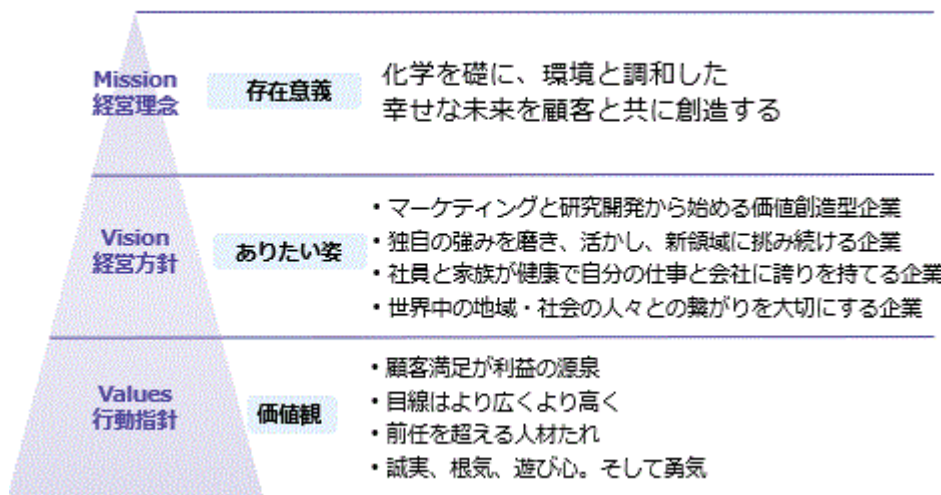 Mission
経営理念
存在意義
化学を礎に、環境と調和した
幸せな未来を顧客と共に創造する
Vision
経営方針
ありたい姿
・マーケティングと研究開発から始める価値創造型企業
・独自の強みを磨き、活かし、新領域に挑み続ける企業
・社員と家族が健康で自分の仕事と会社に誇りを持てる企業
・世界中の地域・社会の人々との繋がりを大切にする企業
Values
行動指針
価値観
・顧客満足が利益の源泉
・目線はより広くより高く
・前任を超える人材たれ
・誠実、根気、遊び心。そして勇気